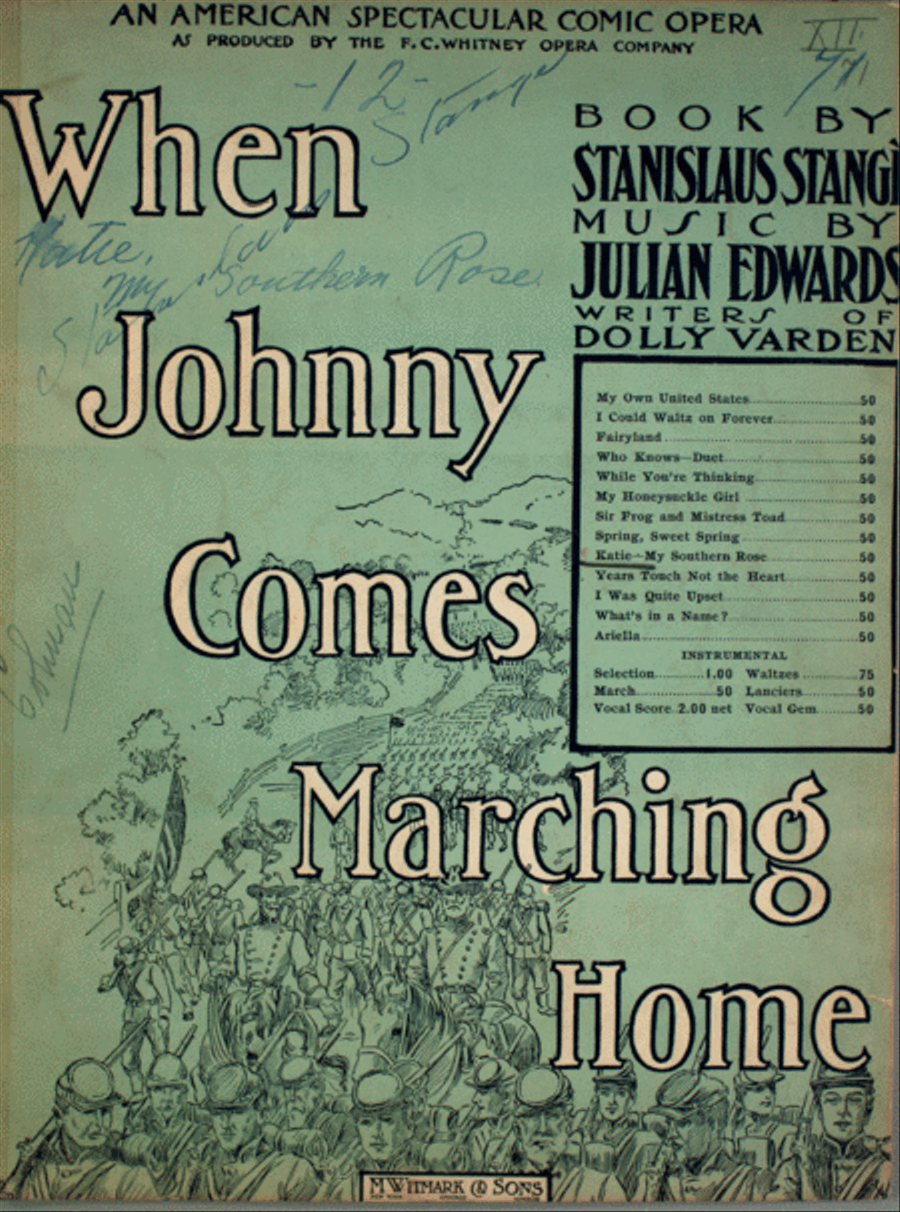 AN AMERICAN SPECTACULAR COMIC OPERA
AS PRODUCED BY THE F.C. WHITNEY OPERA COMPANY
XII
71
-12-
Stange
When
BOOK BY
STANISLAUS STANGÉ
MUSIC BY
JULIAN EDWARDS
WRITERS OF
DOLLY VARDEN
Katie,
My Southern Rose
Johnny
My Own United States 50
I Could Waltz on Forever 50
Fairyland 50
Who Knows—Duet 50
While You're Thinking 50
My Honeysuckle Girl 50
Sir Frog and Mistress Toad 50
Spring, Sweet Spring 50
Katie—My Southern Rose 50
Years Touch Not the Heart 50
I Was Quite Upset 50
What's in a Name? 50
Ariella 50
INSTRUMENTAL
Selection 1.00 Waltzes 75
March 50 Lanciers 50
Vocal Score 2.00 net Vocal Gem 50
Comes
Marching
Home
M. WITMARK & SONS